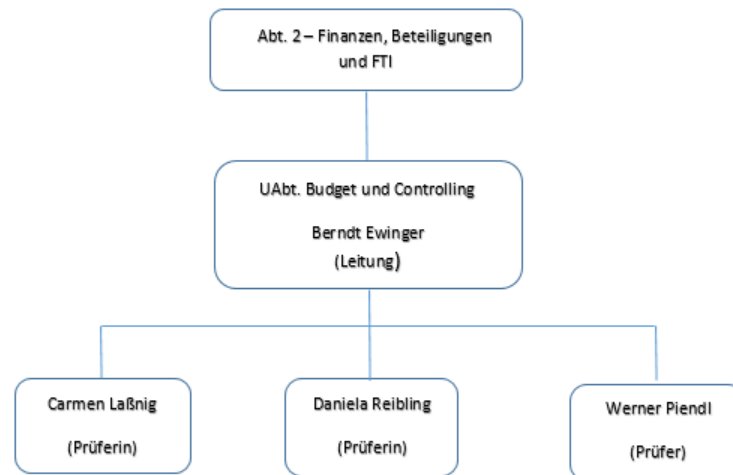 Abt. 2 – Finanzen, Beteiligungen
und FTI
UAbt. Budget und Controlling
Berndt Ewinger
(Leitung)
Carmen Laßnig
(Prüferin)
Daniela Reibling
(Prüferin)
Werner Piendl
(Prüfer)